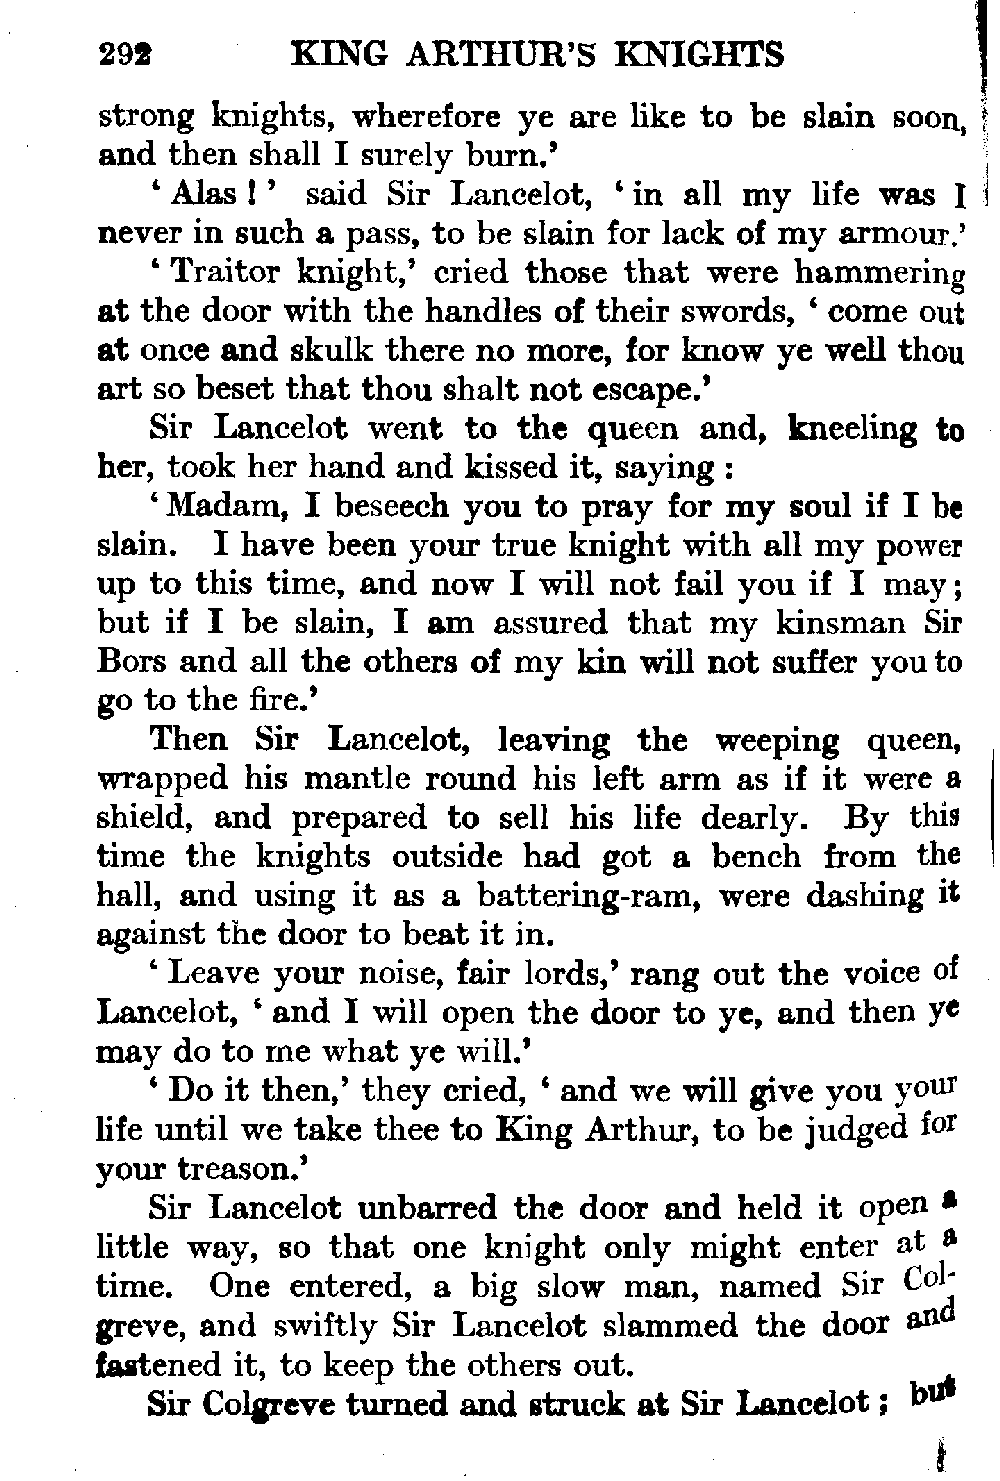 292 KING ARTHUR'S KNIGHTS
strong knights, wherefore ye are like to be slain soon,
and then shall I surely burn.'
‘ Alas ! ’ said Sir Lancelot, ‘ in all my life was I
never in such a pass, to be slain for lack of my armour.’
‘ Traitor knight,’ cried those that were hammering
at the door with the handles of their swords, ‘ come out
at once and skulk there no more, for know ye well thou
art so beset that thou shalt not escape.’
Sir Lancelot went to the queen and, kneeling to
her, took her hand and kissed it, saying :
‘ Madam, I beseech you to pray for my soul if I be
slain. I have been your true knight with all my power
up to this time, and now I will not fail you if I may ;
but if I be slain, I am assured that my kinsman Sir
Bors and all the others of my kin will not suffer you to
go to the fire.’
Then Sir Lancelot, leaving the weeping queen,
wrapped his mantle round his left arm as if it were a
shield, and prepared to sell his life dearly. By this
time the knights outside had got a bench from the
hall, and using it as a battering-ram, were dashing it
against the door to beat it in.
‘ Leave your noise, fair lords,’ rang out the voice of
Lancelot, ‘ and I will open the door to ye, and then ye
may do to me what ye will.’
‘ Do it then,’ they cried, ‘ and we will give you your
life until we take thee to King Arthur, to be judged for
your treason.’
Sir Lancelot unbarred the door and held it open a
little way, so that one knight only might enter at a
time. One entered, a big slow man, named Sir Col-
greve, and swiftly Sir Lancelot slammed the door and
fastened it, to keep the others out.
Sir Colgreve turned and struck at Sir Lancelot ; but